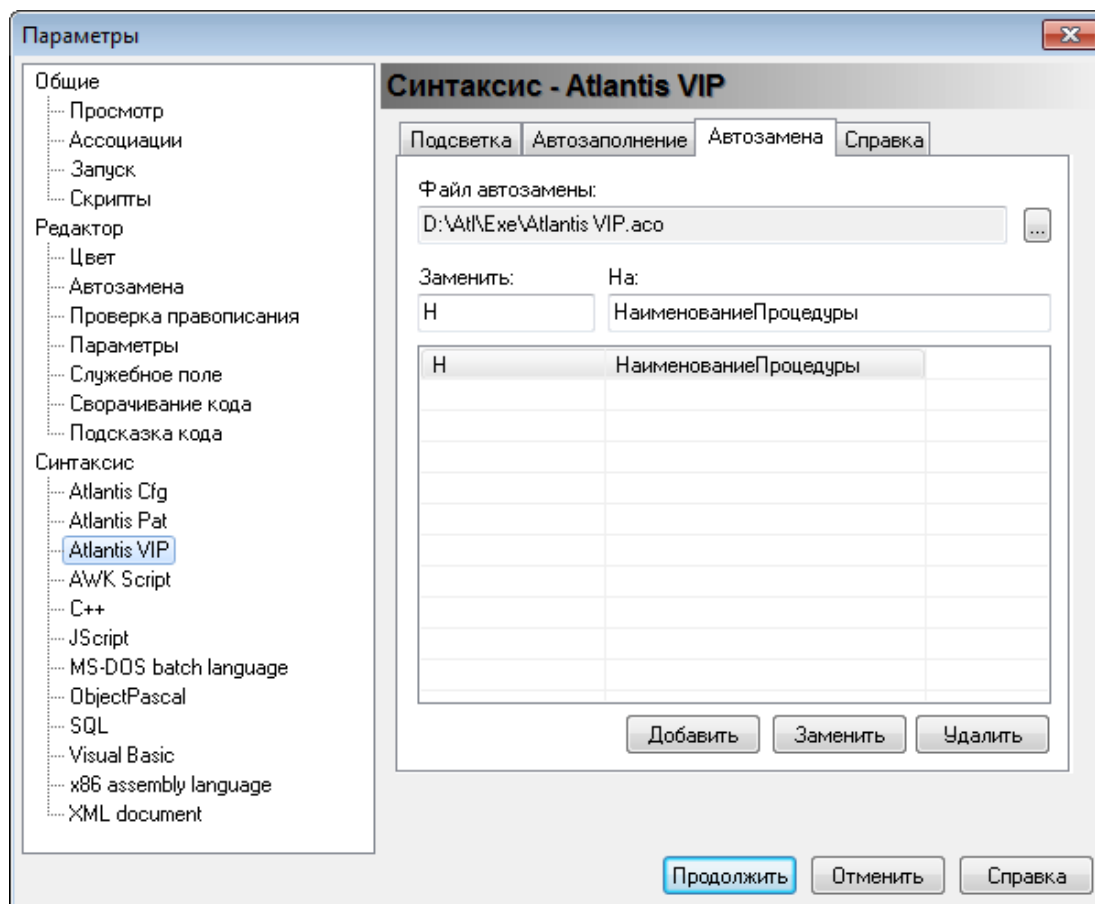 Параметры
Общие
Просмотр
Ассоциации
Запуск
Скрипты
Редактор
Цвет
Автозамена
Проверка правописания
Параметры
Служебное поле
Сворачивание кода
Подсказка кода
Синтаксис
Atlantis Cfg
Atlantis Pat
Atlantis VIP
AWK Script
C++
JScript
MS-DOS batch language
ObjectPascal
SQL
Visual Basic
x86 assembly language
XML document
Синтаксис - Atlantis VIP
Подсветка Автозаполнение Автозамена Справка
Файл автозамены:
D:\Atl\Exe\Atlantis VIP.aco ...
Заменить: На:
Н НаименованиеПроцедуры
Н НаименованиеПроцедуры
Добавить Заменить Удалить
Продолжить Отменить Справка